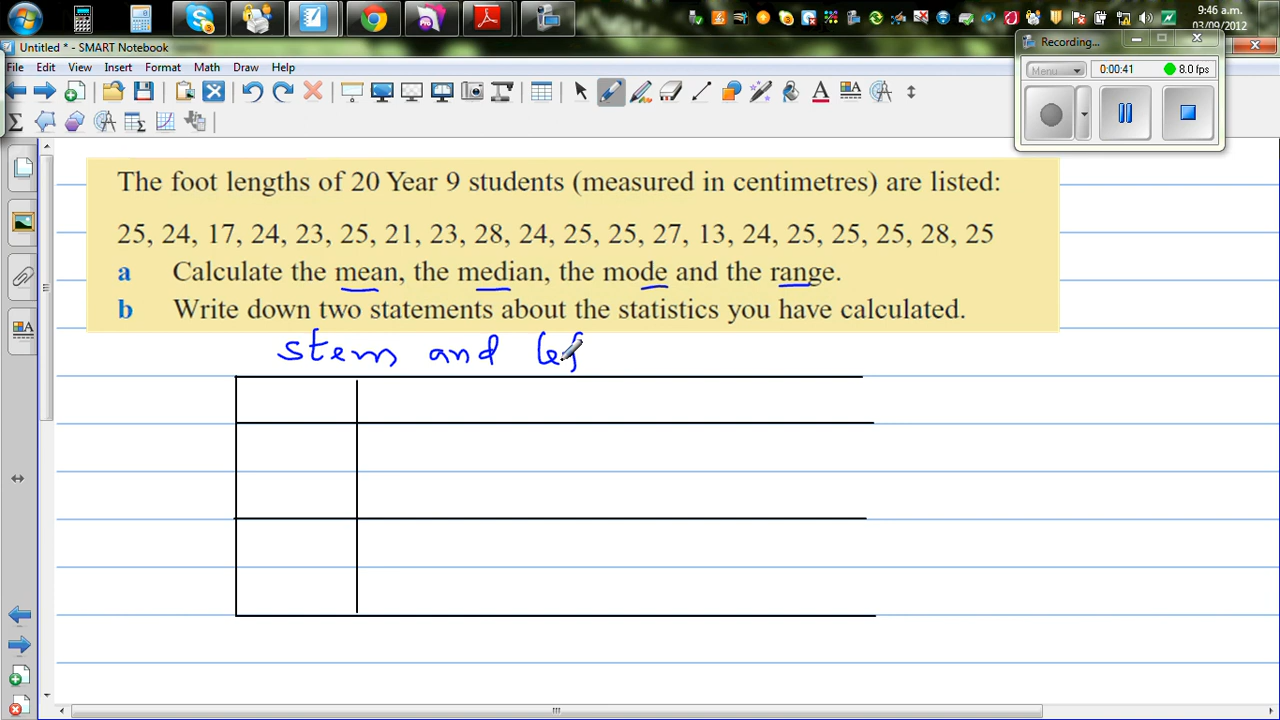 9:46 a.m.
03/09/2012
Untitled * - SMART Notebook
Recording...
File Edit View Insert Format Math Draw Help
Menu 0:00:41 8.0 fps
The foot lengths of 20 Year 9 students (measured in centimetres) are listed:
25, 24, 17, 24, 23, 25, 21, 23, 28, 24, 25, 25, 27, 13, 24, 25, 25, 25, 28, 25
a Calculate the mean, the median, the mode and the range.
b Write down two statements about the statistics you have calculated.
stem and lef